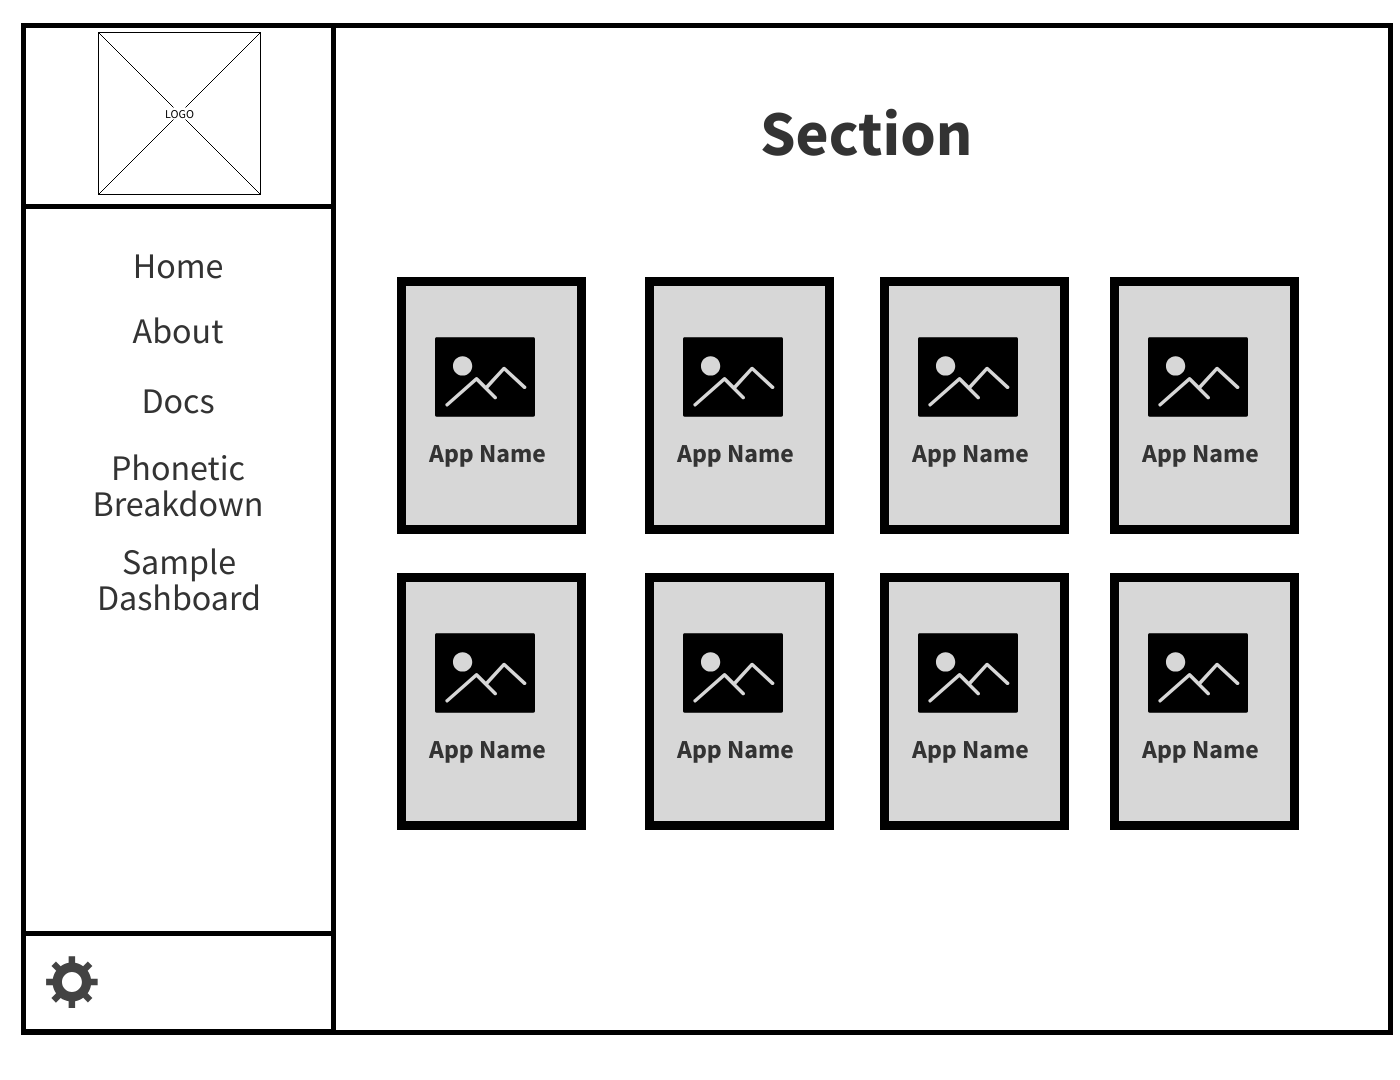 LOGO
Home
About
Docs
Phonetic
Breakdown
Sample
Dashboard
Section
App Name
App Name
App Name
App Name
App Name
App Name
App Name
App Name